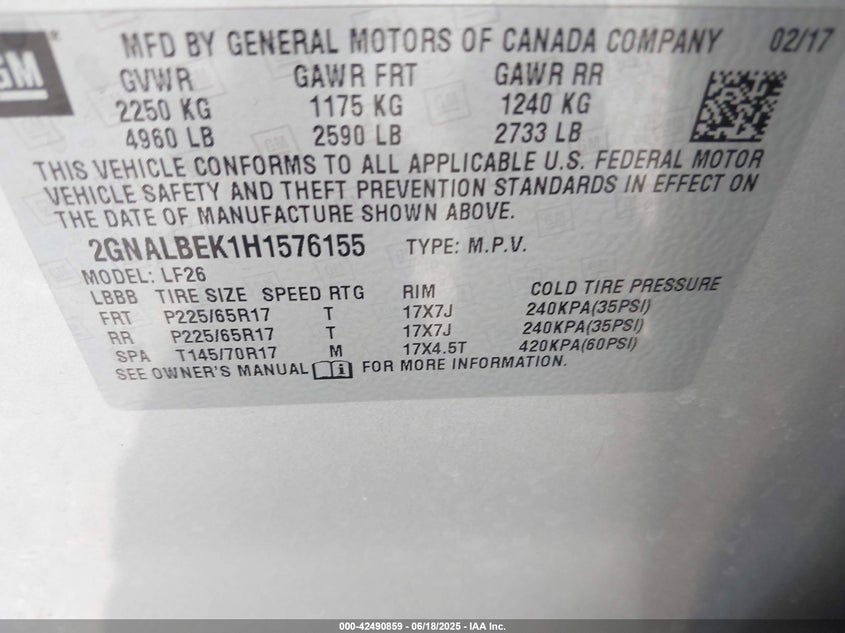 GM ®
MFD BY GENERAL MOTORS OF CANADA COMPANY 02/17
GVWR GAWR FRT GAWR RR
2250 KG 1175 KG 1240 KG
4960 LB 2590 LB 2733 LB
THIS VEHICLE CONFORMS TO ALL APPLICABLE U.S. FEDERAL MOTOR
VEHICLE SAFETY AND THEFT PREVENTION STANDARDS IN EFFECT ON
THE DATE OF MANUFACTURE SHOWN ABOVE.
2GNALBEK1H1576155 TYPE: M.P.V.
MODEL: LF26
LBBB TIRE SIZE SPEED RTG RIM COLD TIRE PRESSURE
FRT P225/65R17 T 17X7J 240KPA(35PSI)
RR P225/65R17 T 17X7J 240KPA(35PSI)
SPA T145/70R17 M 17X4.5T 420KPA(60PSI)
SEE OWNER'S MANUAL i FOR MORE INFORMATION.
000-42490859 - 06/18/2025 - IAA Inc.